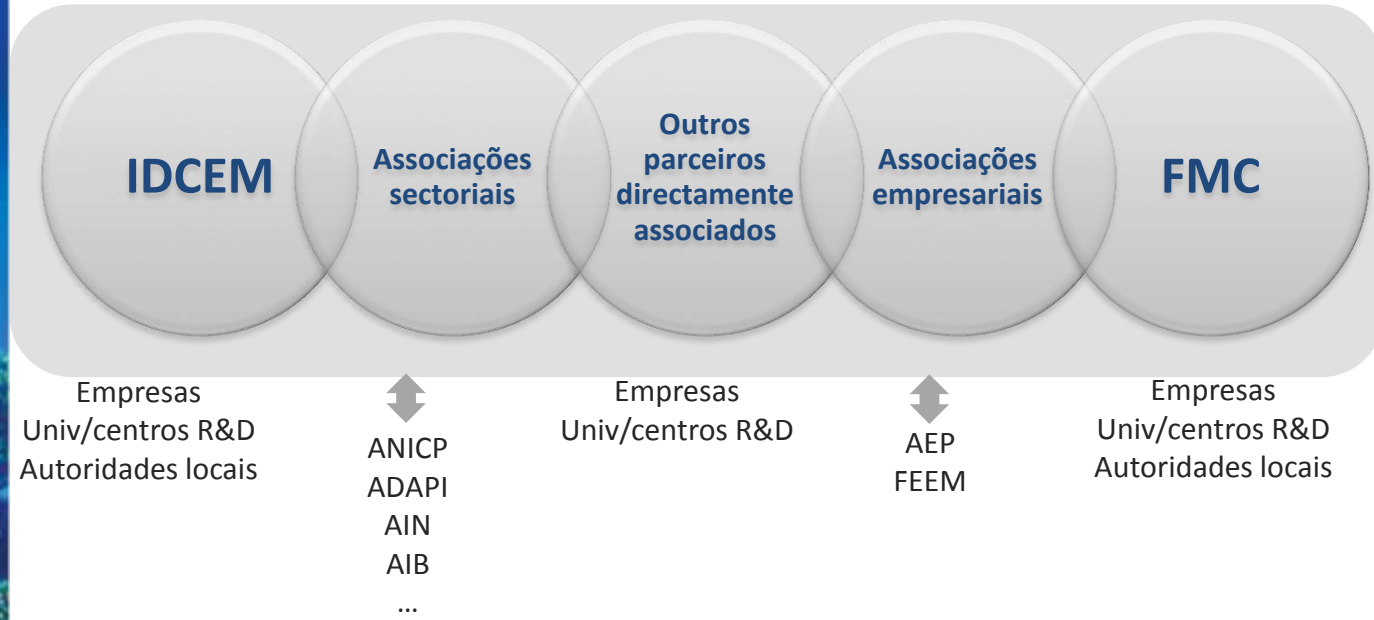 IDCEM
Associações
sectoriais
Outros
parceiros
directamente
associados
Associações
empresariais
FMC
Empresas
Univ/centros R&D
Autoridades locais
ANICP
ADAPI
AIN
AIB
...
Empresas
Univ/centros R&D
AEP
FEEM
Empresas
Univ/centros R&D
Autoridades locais